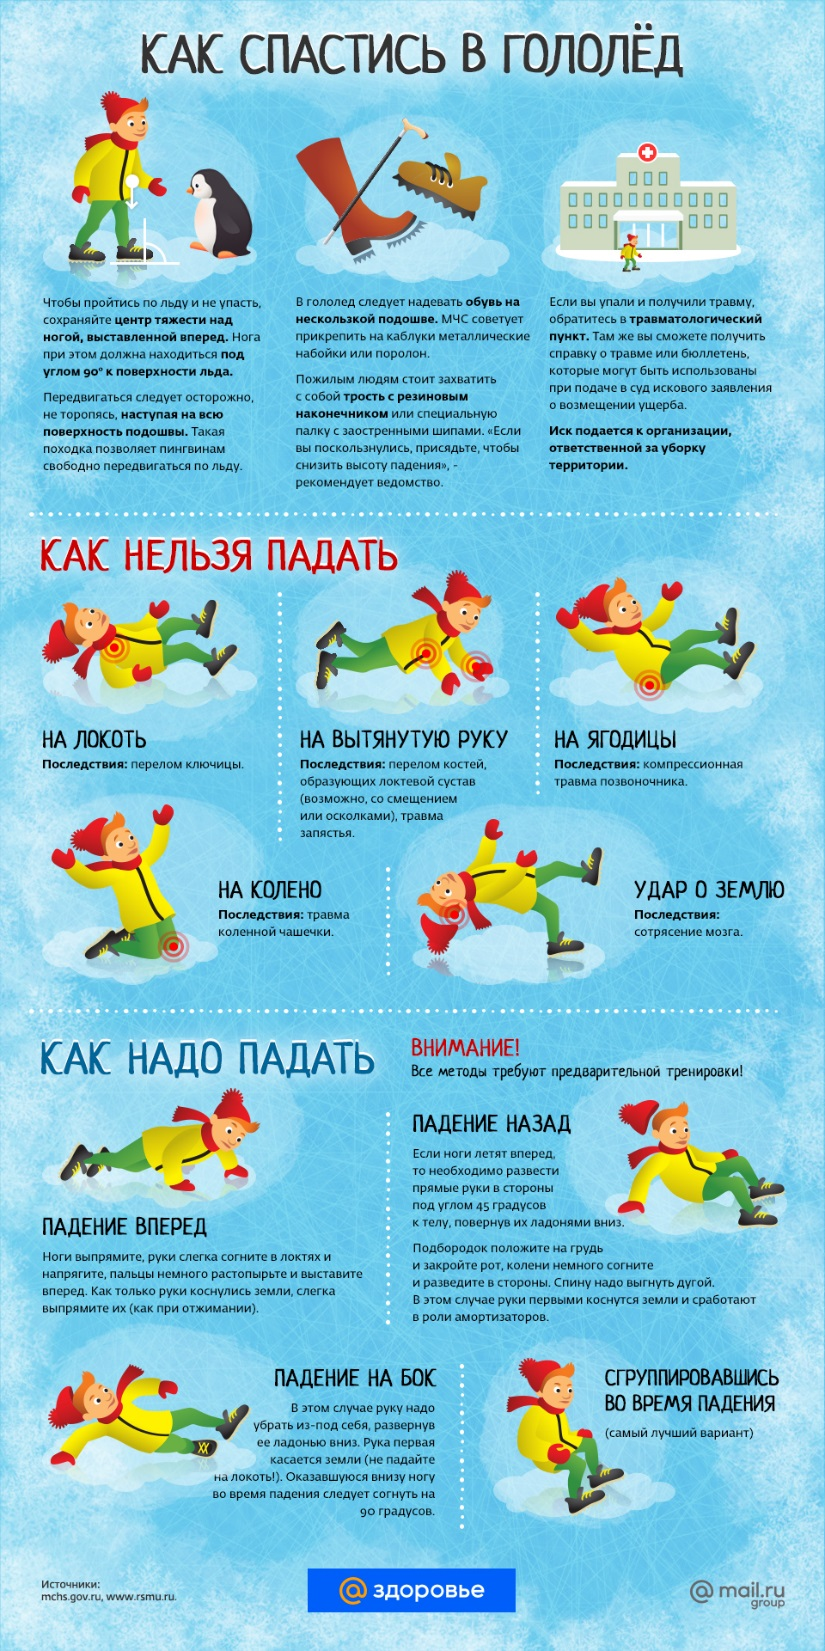 КАК СПАСТИСЬ В ГОЛОЛЁД
Чтобы пройтись по льду и не упасть,
сохраняйте центр тяжести над
ногой, выставленной вперед. Нога
при этом должна находиться под
углом 90° к поверхности льда.
Передвигаться следует осторожно,
не торопясь, наступая на всю
поверхность подошвы. Такая
походка позволяет пингвинам
свободно передвигаться по льду.
В гололед следует надевать обувь на
нескользкой подошве. МЧС советует
прикрепить на каблуки металлические
набойки или поролон.
Пожилым людям стоит захватить
с собой трость с резиновым
наконечником или специальную
палку с заостренными шипами. «Если
вы поскользнулись, присядьте, чтобы
снизить высоту падения», -
рекомендует ведомство.
Если вы упали и получили травму,
обратитесь в травматологический
пункт. Там же вы сможете получить
справку о травме или бюллетень,
которые могут быть использованы
при подаче в суд искового заявления
о возмещении ущерба.
Иск подается к организации,
ответственной за уборку
территории.
КАК НЕЛЬЗЯ ПАДАТЬ
НА ЛОКОТЬ
Последствия: перелом ключицы.
НА ВЫТЯНУТУЮ РУКУ
Последствия: перелом костей,
образующих локтевой сустав
(возможно, со смещением
или осколками), травма
запястья.
НА ЯГОДИЦЫ
Последствия: компрессионная
травма позвоночника.
НА КОЛЕНО
Последствия: травма
коленной чашечки.
УДАР О ЗЕМЛЮ
Последствия:
сотрясение мозга.
КАК НАДО ПАДАТЬ
ВНИМАНИЕ!
Все методы требуют предварительной тренировки!
ПАДЕНИЕ ВПЕРЕД
Ноги выпрямите, руки слегка согните в локтях и
напрягите, пальцы немного растопырьте и выставите
вперед. Как только руки коснулись земли, слегка
выпрямите их (как при отжимании).
ПАДЕНИЕ НАЗАД
Если ноги летят вперед,
то необходимо развести
прямые руки в стороны
под углом 45 градусов
к телу, повернув их ладонями вниз.
Подбородок положите на грудь
и закройте рот, колени немного согните
и разведите в стороны. Спину надо выгнуть дугой.
В этом случае руки первыми коснутся земли и сработают
в роли амортизаторов.
ПАДЕНИЕ НА БОК
В этом случае руку надо
убрать из-под себя, развернув
ее ладонью вниз. Рука первая
касается земли (не падайте
на локоть!). Оказавшуюся внизу ногу
во время падения следует согнуть на
90 градусов.
СГРУППИРОВАВШИСЬ
ВО ВРЕМЯ ПАДЕНИЯ
(самый лучший вариант)
Источники:
mchs.gov.ru, www.rsmu.ru.
@ здоровье
@ mail.ru
group